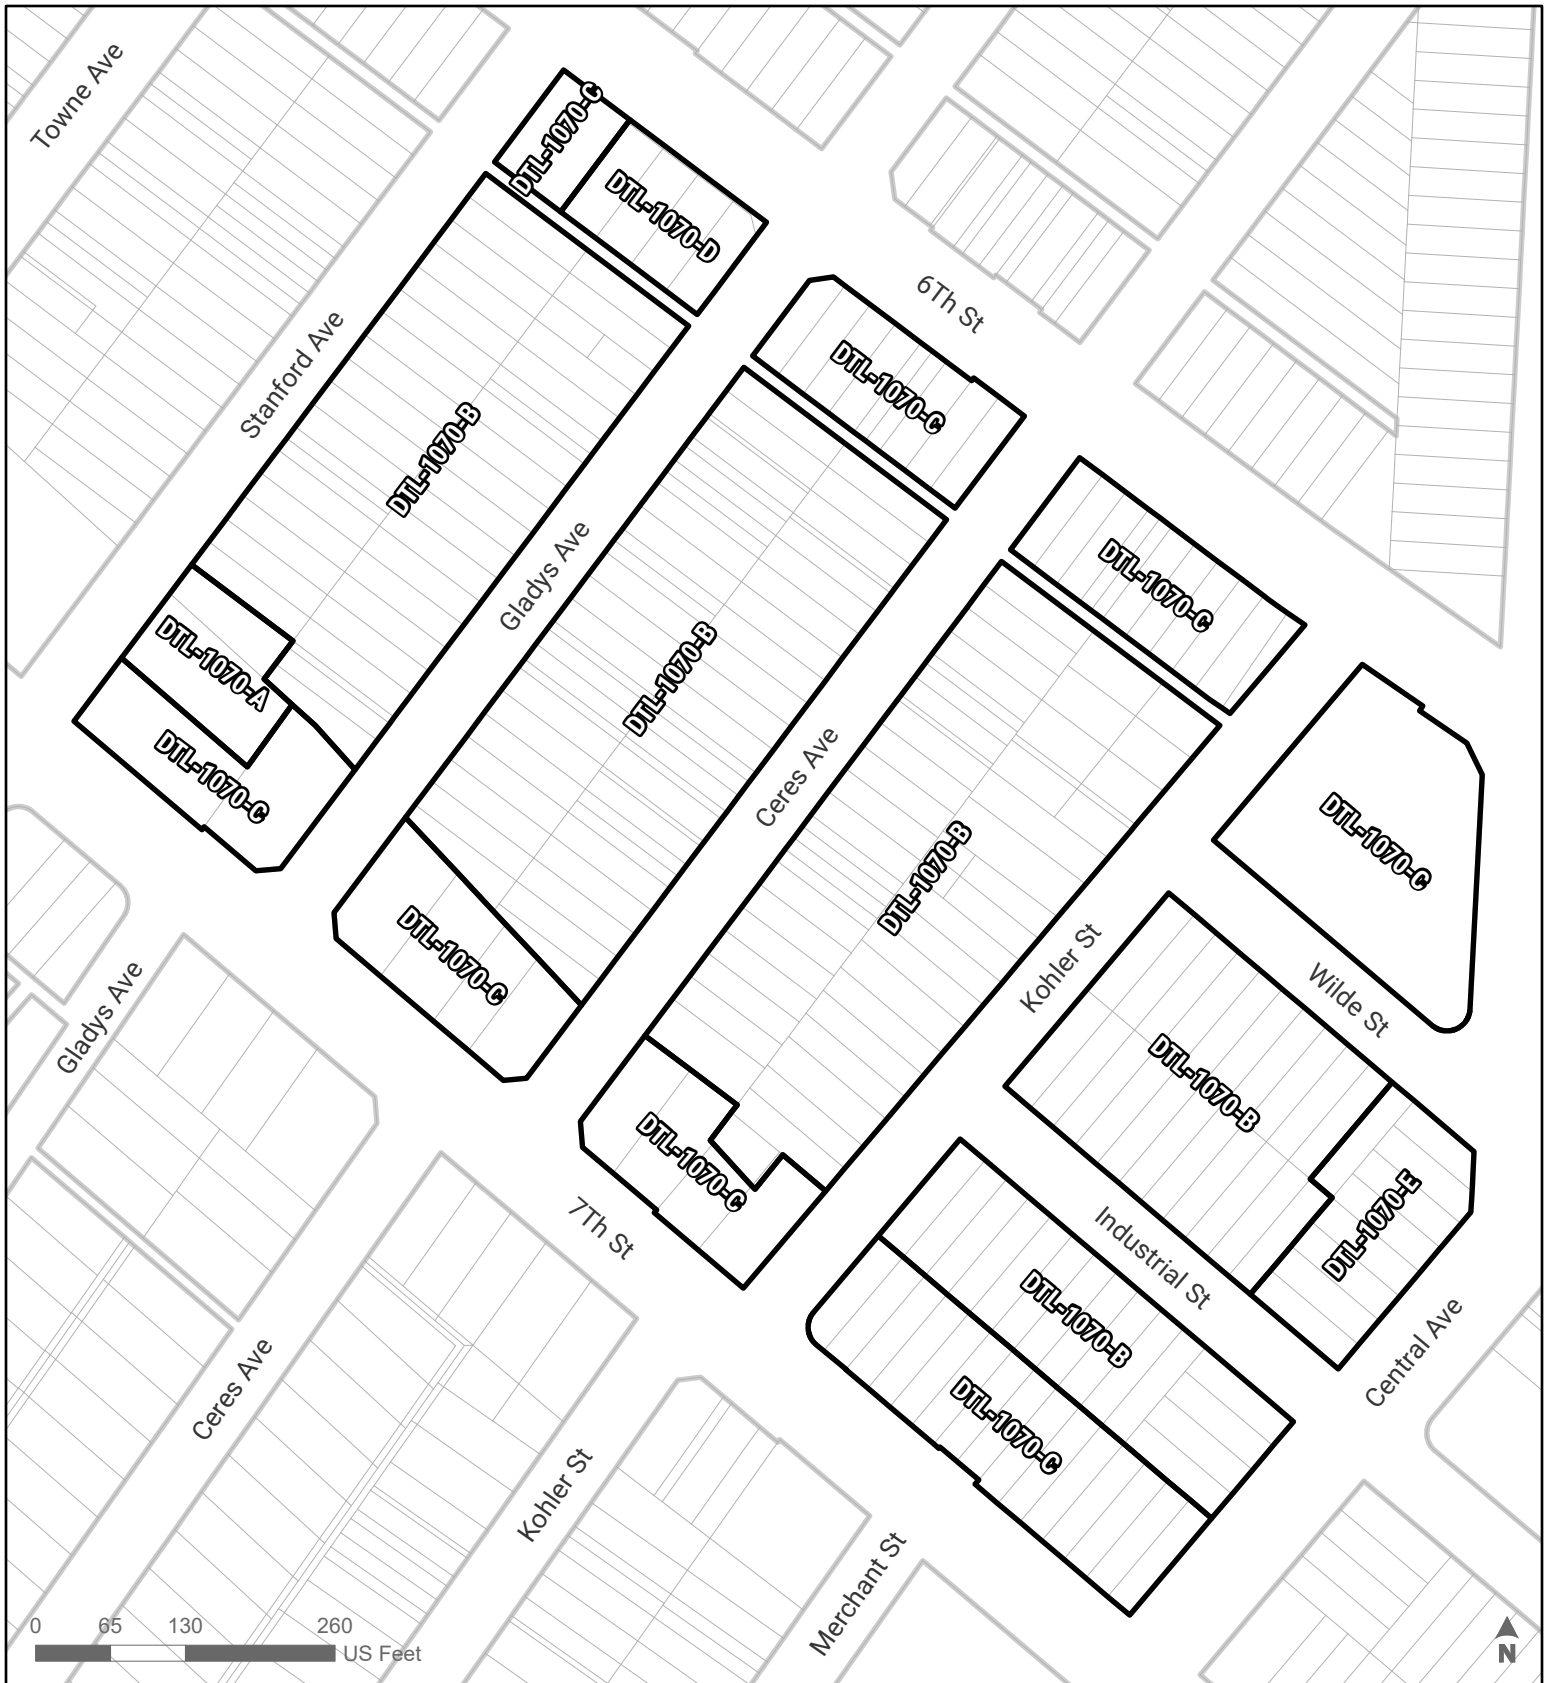 Towne Ave
DTL-1070-C
DTL-1070-D
6Th St
Stanford Ave
DTL-1070-B
DTL-1070-C
Gladys Ave
DTL-1070-C
DTL-1070-A
DTL-1070-B
DTL-1070-C
Ceres Ave
DTL-1070-B
DTL-1070-C
DTL-1070-C
Kohler St
Wilde St
Gladys Ave
DTL-1070-B
DTL-1070-C
DTL-1070-E
7Th St
Industrial St
DTL-1070-B
Central Ave
Ceres Ave
DTL-1070-C
Kohler St
Merchant St
0 65 130 260
US Feet
N